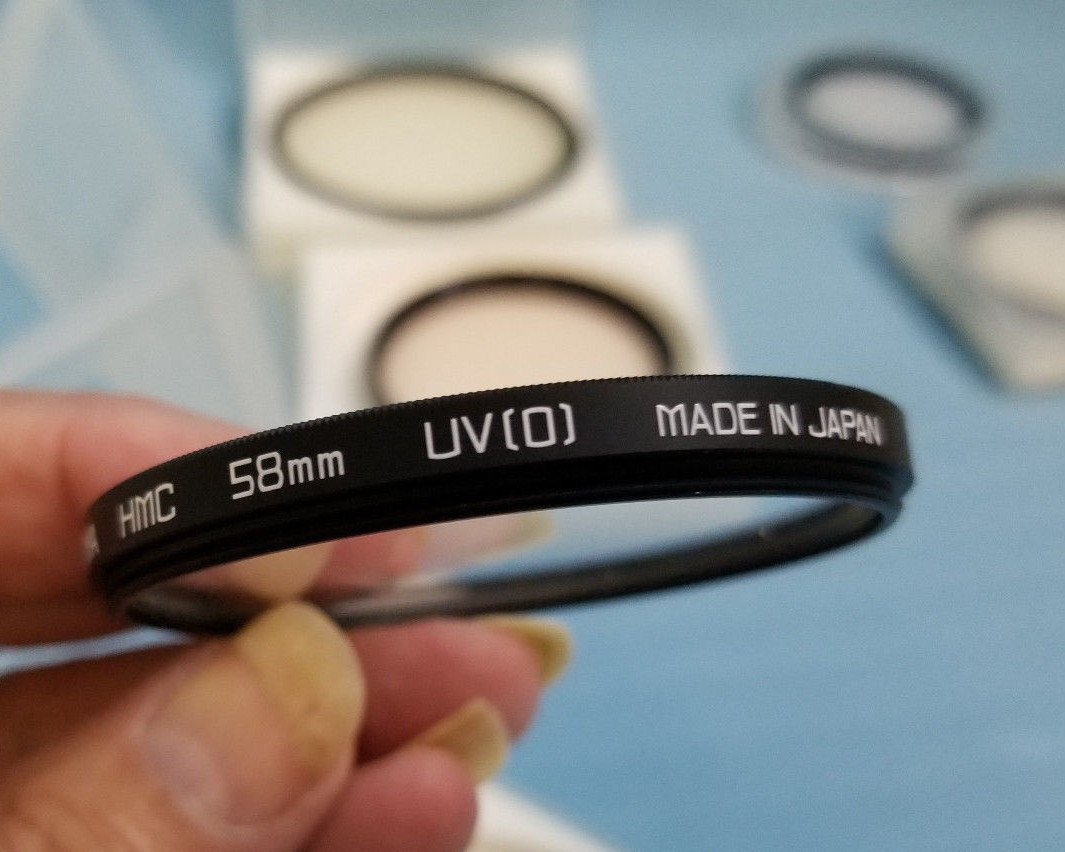 HMC 58mm UV(0) MADE IN JAPAN